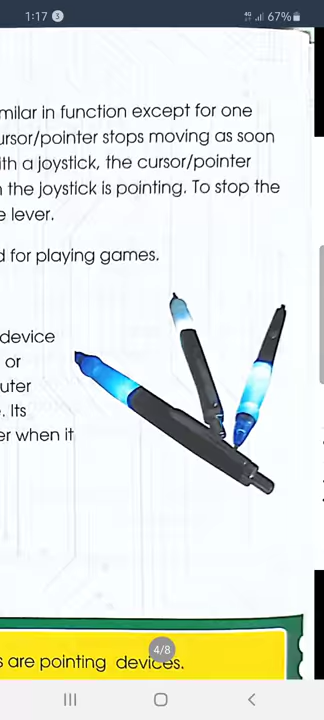 1:17 S 4G 67%
milar in function except for one
ursor/pointer stops moving as soon
ith a joystick, the cursor/pointer
n the joystick is pointing. To stop the
e lever.
d for playing games.
device
or
uter
. Its
er when it
4/8
s are pointing devices.